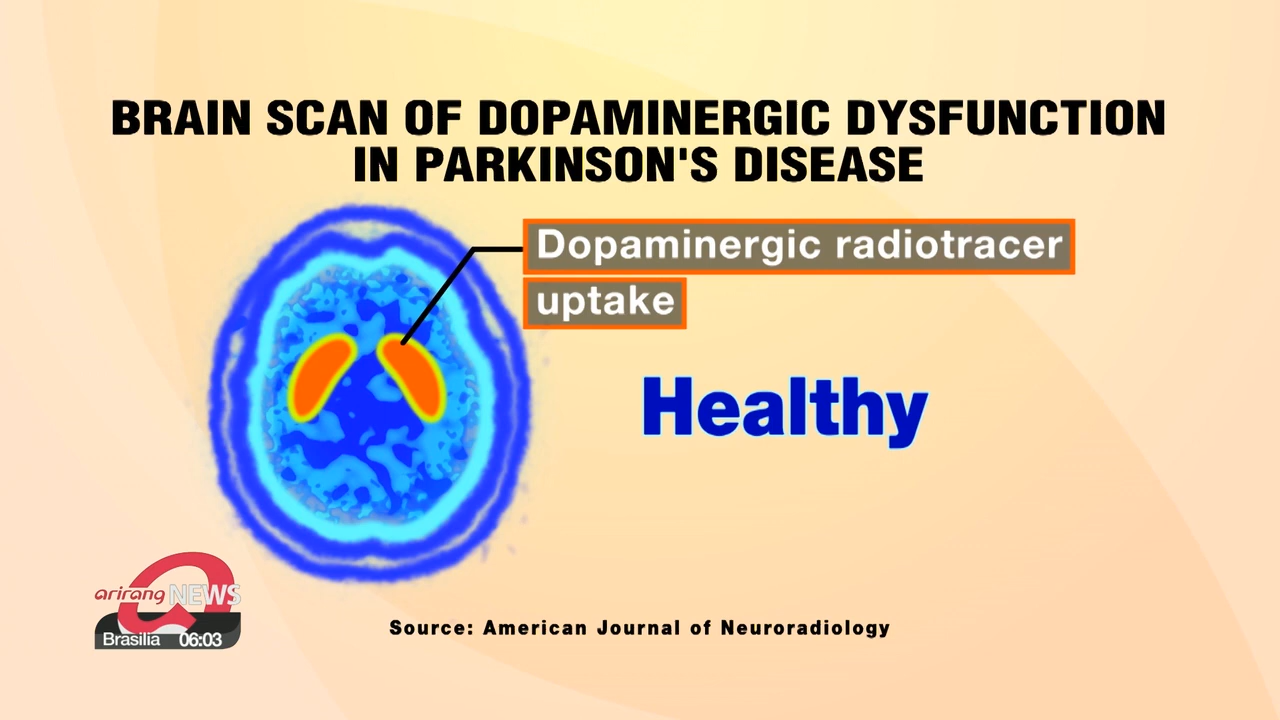 BRAIN SCAN OF DOPAMINERGIC DYSFUNCTION
IN PARKINSON'S DISEASE
Dopaminergic radiotracer
uptake
Healthy
arirang NEWS
Brasilia 06:03
Source: American Journal of Neuroradiology